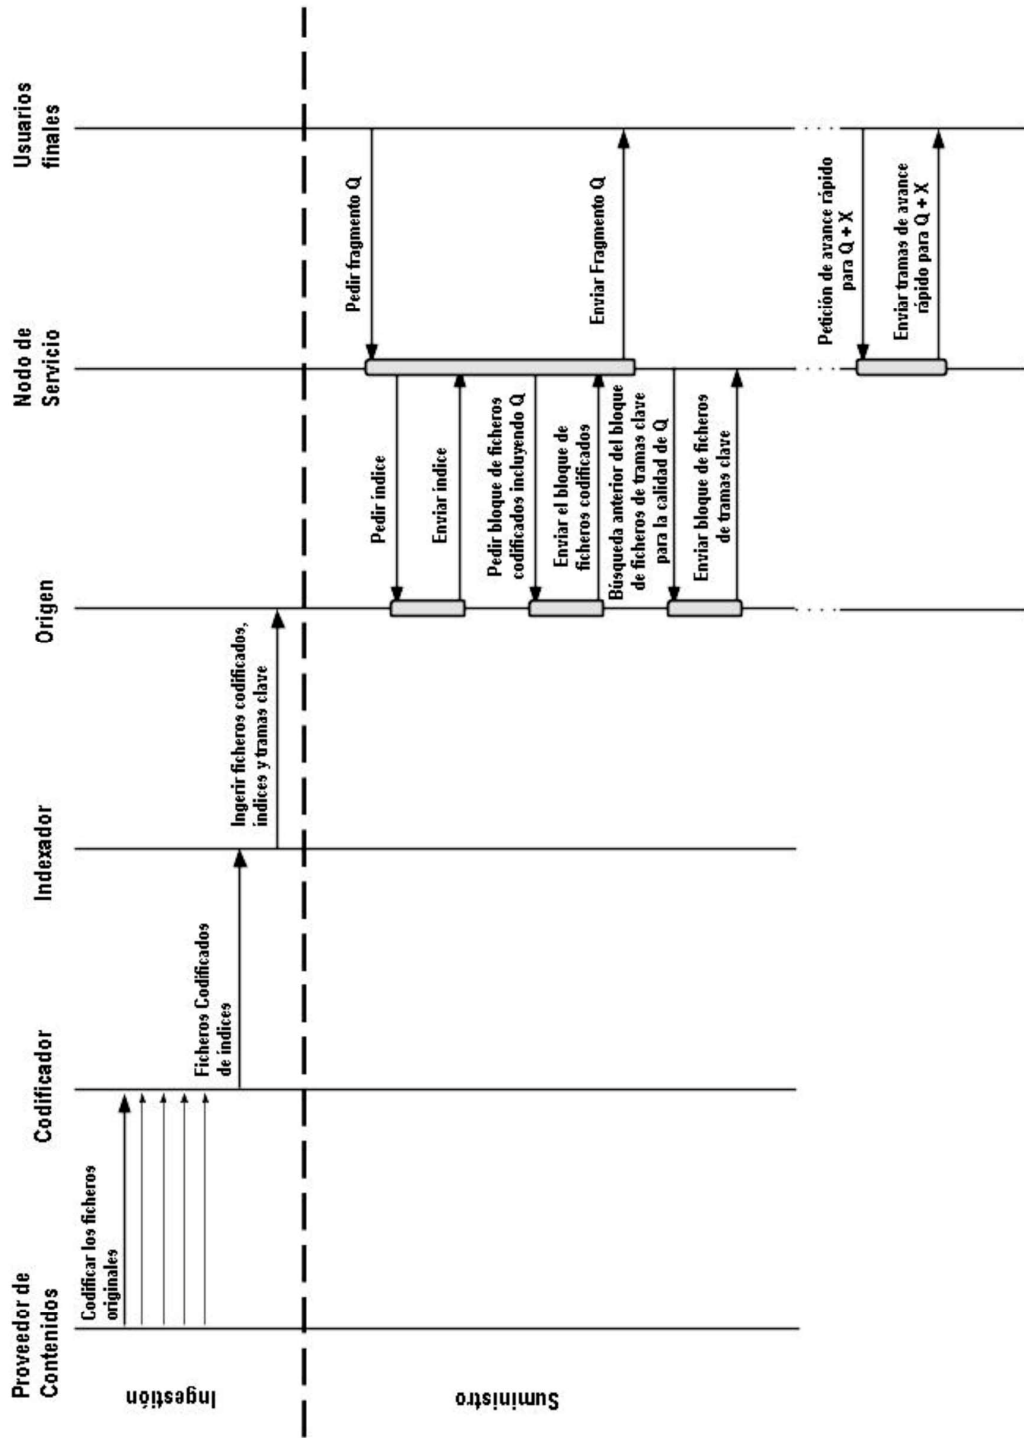 Proveedor de
Contenidos
Codificador
Indexador
Origen
Nodo de
Servicio
Usuarios
finales
Ingestión
Codificar los ficheros
originales
Ficheros Codificados
de índices
Ingerir ficheros codificados,
índices y tramas clave
Suministro
Pedir fragmento Q
Pedir índice
Enviar índice
Pedir bloque de ficheros
codificados incluyendo Q
Enviar el bloque de
ficheros codificados
Enviar Fragmento Q
Búsqueda anterior del bloque
de ficheros de tramas clave
para la calidad de Q
Enviar bloque de ficheros
de tramas clave
Petición de avance rápido
para Q + X
Enviar tramas de avance
rápido para Q + X